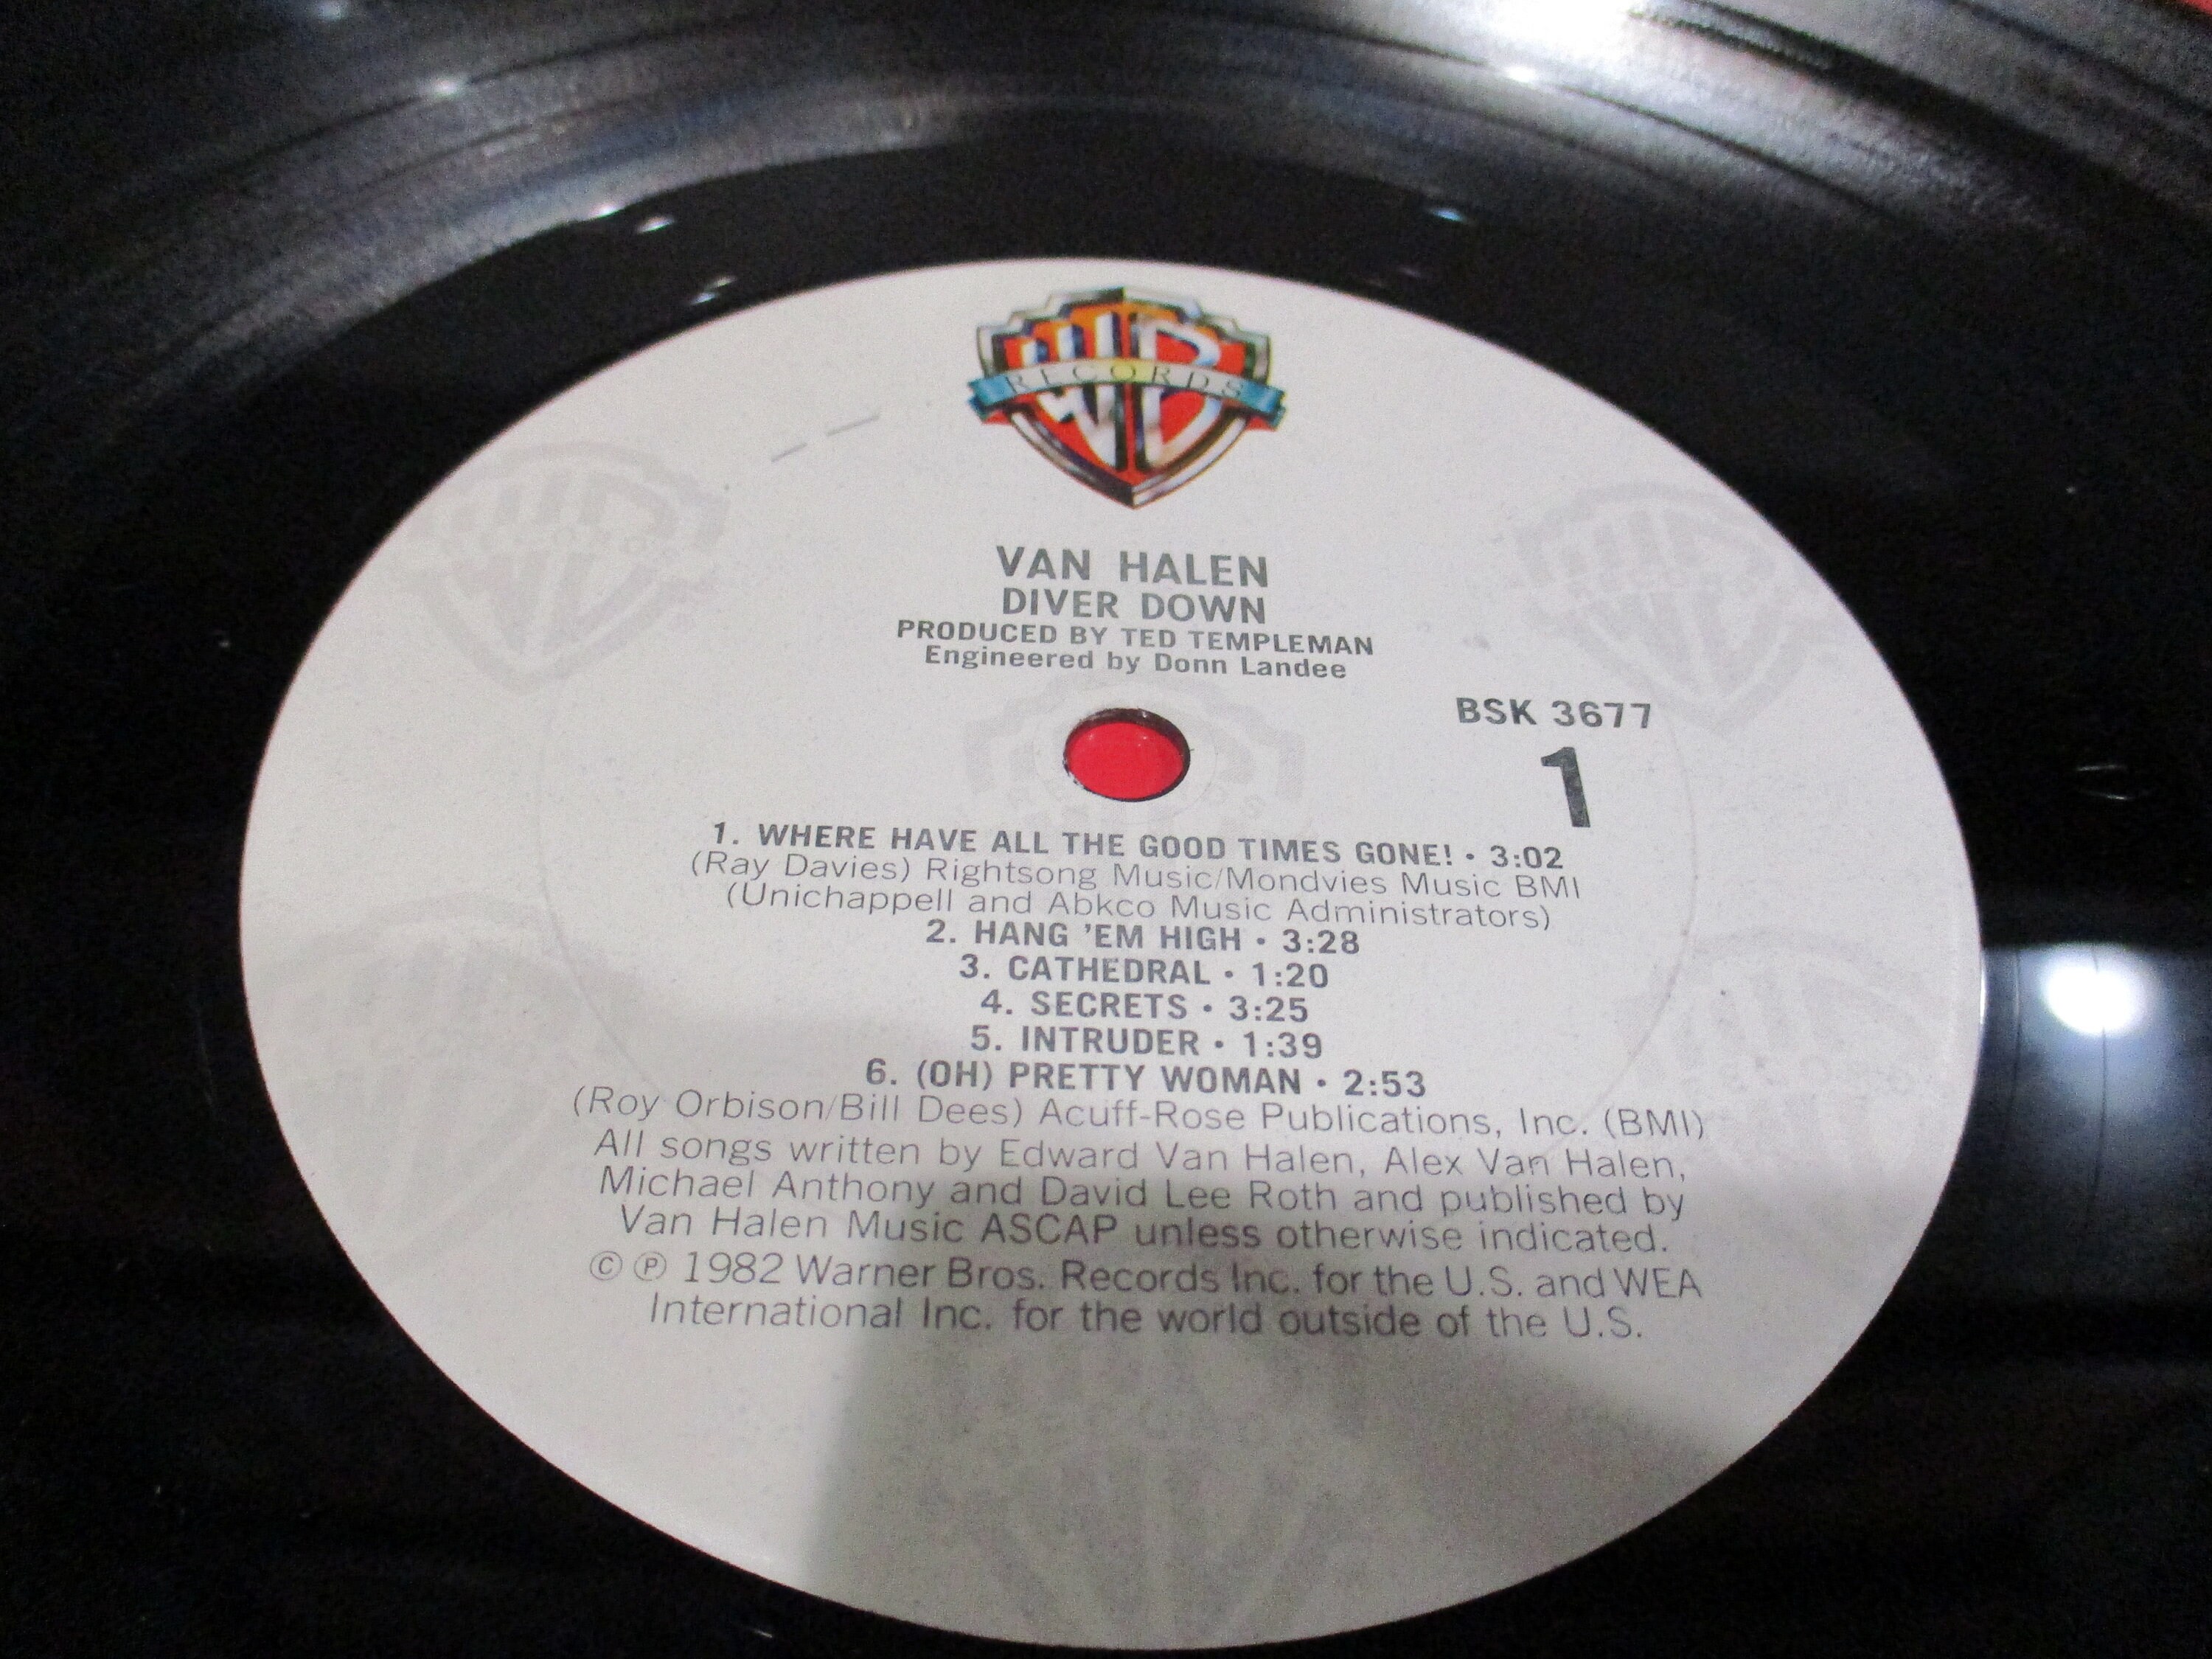 WB
RECORDS
VAN HALEN
DIVER DOWN
PRODUCED BY TED TEMPLEMAN
Engineered by Donn Landee
BSK 3677
1
1. WHERE HAVE ALL THE GOOD TIMES GONE! • 3:02
(Ray Davies) Rightsong Music/Mondvies Music BMI
(Unichappell and Abkco Music Administrators)
2. HANG 'EM HIGH • 3:28
3. CATHEDRAL • 1:20
4. SECRETS • 3:25
5. INTRUDER • 1:39
6. (OH) PRETTY WOMAN • 2:53
(Roy Orbison/Bill Dees) Acuff-Rose Publications, Inc. (BMI)
All songs written by Edward Van Halen, Alex Van Halen,
Michael Anthony and David Lee Roth and published by
Van Halen Music ASCAP unless otherwise indicated.
© ℗ 1982 Warner Bros. Records Inc. for the U.S. and WEA
International Inc. for the world outside of the U.S.